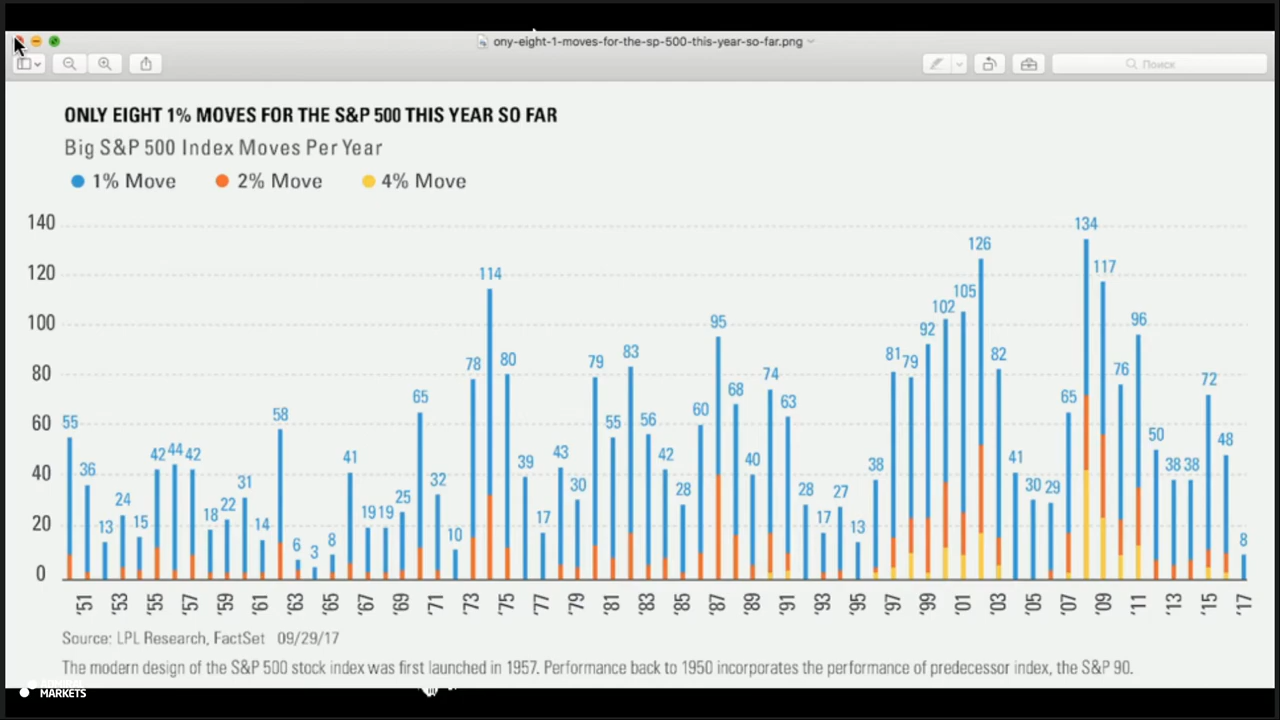 ony-eight-1-moves-for-the-sp-500-this-year-so-far.png
Поиск
ONLY EIGHT 1% MOVES FOR THE S&P 500 THIS YEAR SO FAR
Big S&P 500 Index Moves Per Year
1% Move 2% Move 4% Move
140
120
100
80
60
40
20
0
55 36 13 24 15 42 44 42 18 22 31 14 58 6 3 8 41 19 19 25 65 32 10 78 114 80 39 17 43 30 79 55 83 56 42 28 60 95 68 40 74 63 28 17 27 13 38 81 79 92 102 105 126 82 41 30 29 65 134 117 76 96 50 38 38 72 48 8
'51 '53 '55 '57 '59 '61 '63 '65 '67 '69 '71 '73 '75 '77 '79 '81 '83 '85 '87 '89 '91 '93 '95 '97 '99 '01 '03 '05 '07 '09 '11 '13 '15 '17
Source: LPL Research, FactSet 09/29/17
The modern design of the S&P 500 stock index was first launched in 1957. Performance back to 1950 incorporates the performance of predecessor index, the S&P 90.
ADMIRAL
MARKETS